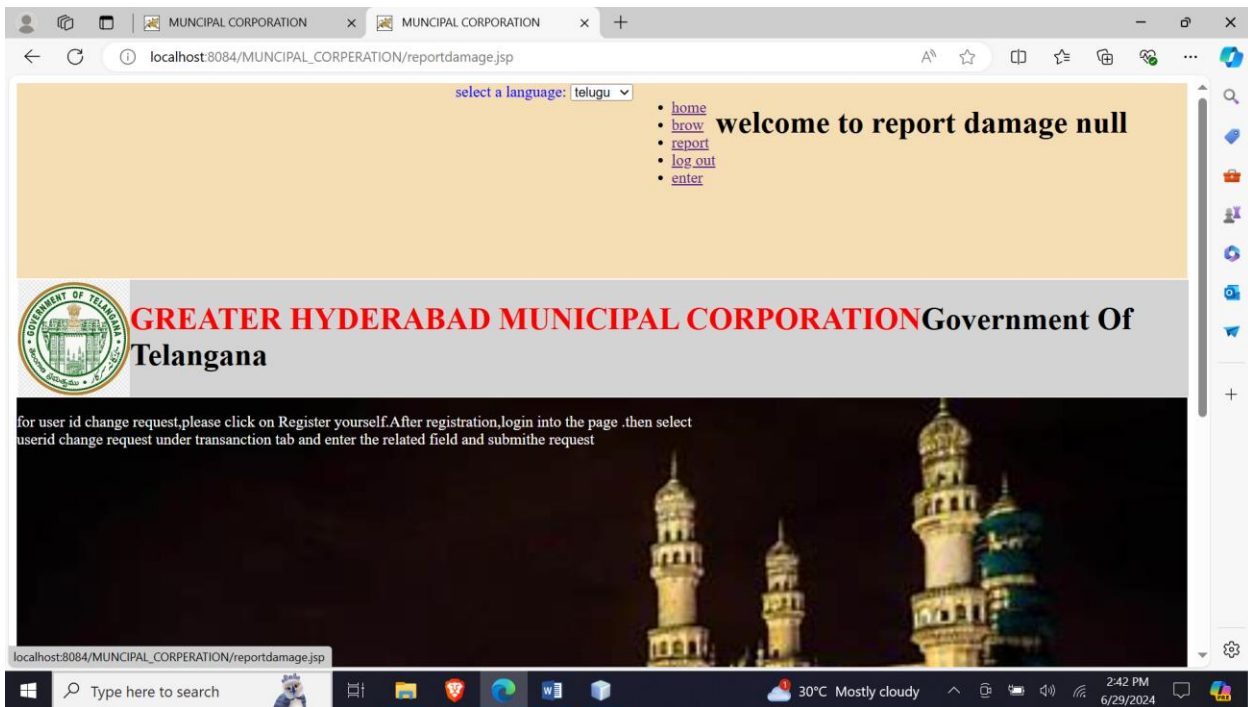 MUNCIPAL CORPORATION
MUNCIPAL CORPORATION
localhost:8084/MUNCIPAL_CORPERATION/reportdamage.jsp
select a language: telugu
home
brow
report
log out
enter
welcome to report damage null
GOVERNMENT OF TELANGANA
GREATER HYDERABAD MUNICIPAL CORPORATIONGovernment Of
Telangana
for user id change request,please click on Register yourself.After registration,login into the page .then select
userid change request under transanction tab and enter the related field and submithe request
localhost:8084/MUNCIPAL_CORPERATION/reportdamage.jsp
Type here to search
30°C Mostly cloudy
2:42 PM
6/29/2024